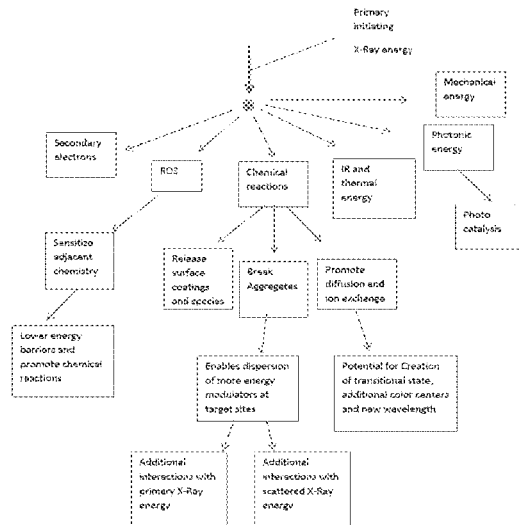 Primary
initiating
X-Ray energy
Mechanical
energy
Secondary
electrons
ROS
Chemical
reactions
IR and
thermal
energy
Photonic
energy
Photo
catalysis
Sensitize
adjacent
chemistry
Release
surface
coatings
and species
Break
Aggregates
Promote
diffusion and
ion exchange
Lower energy
barriers and
promote chemical
reactions
Enables dispersion
of more energy
modulators at
target sites
Potential for Creation
of transitional state,
additional color centers
and new wavelength
Additional
interactions with
primary X-Ray
energy
Additional
interactions with
scattered X-Ray
energy